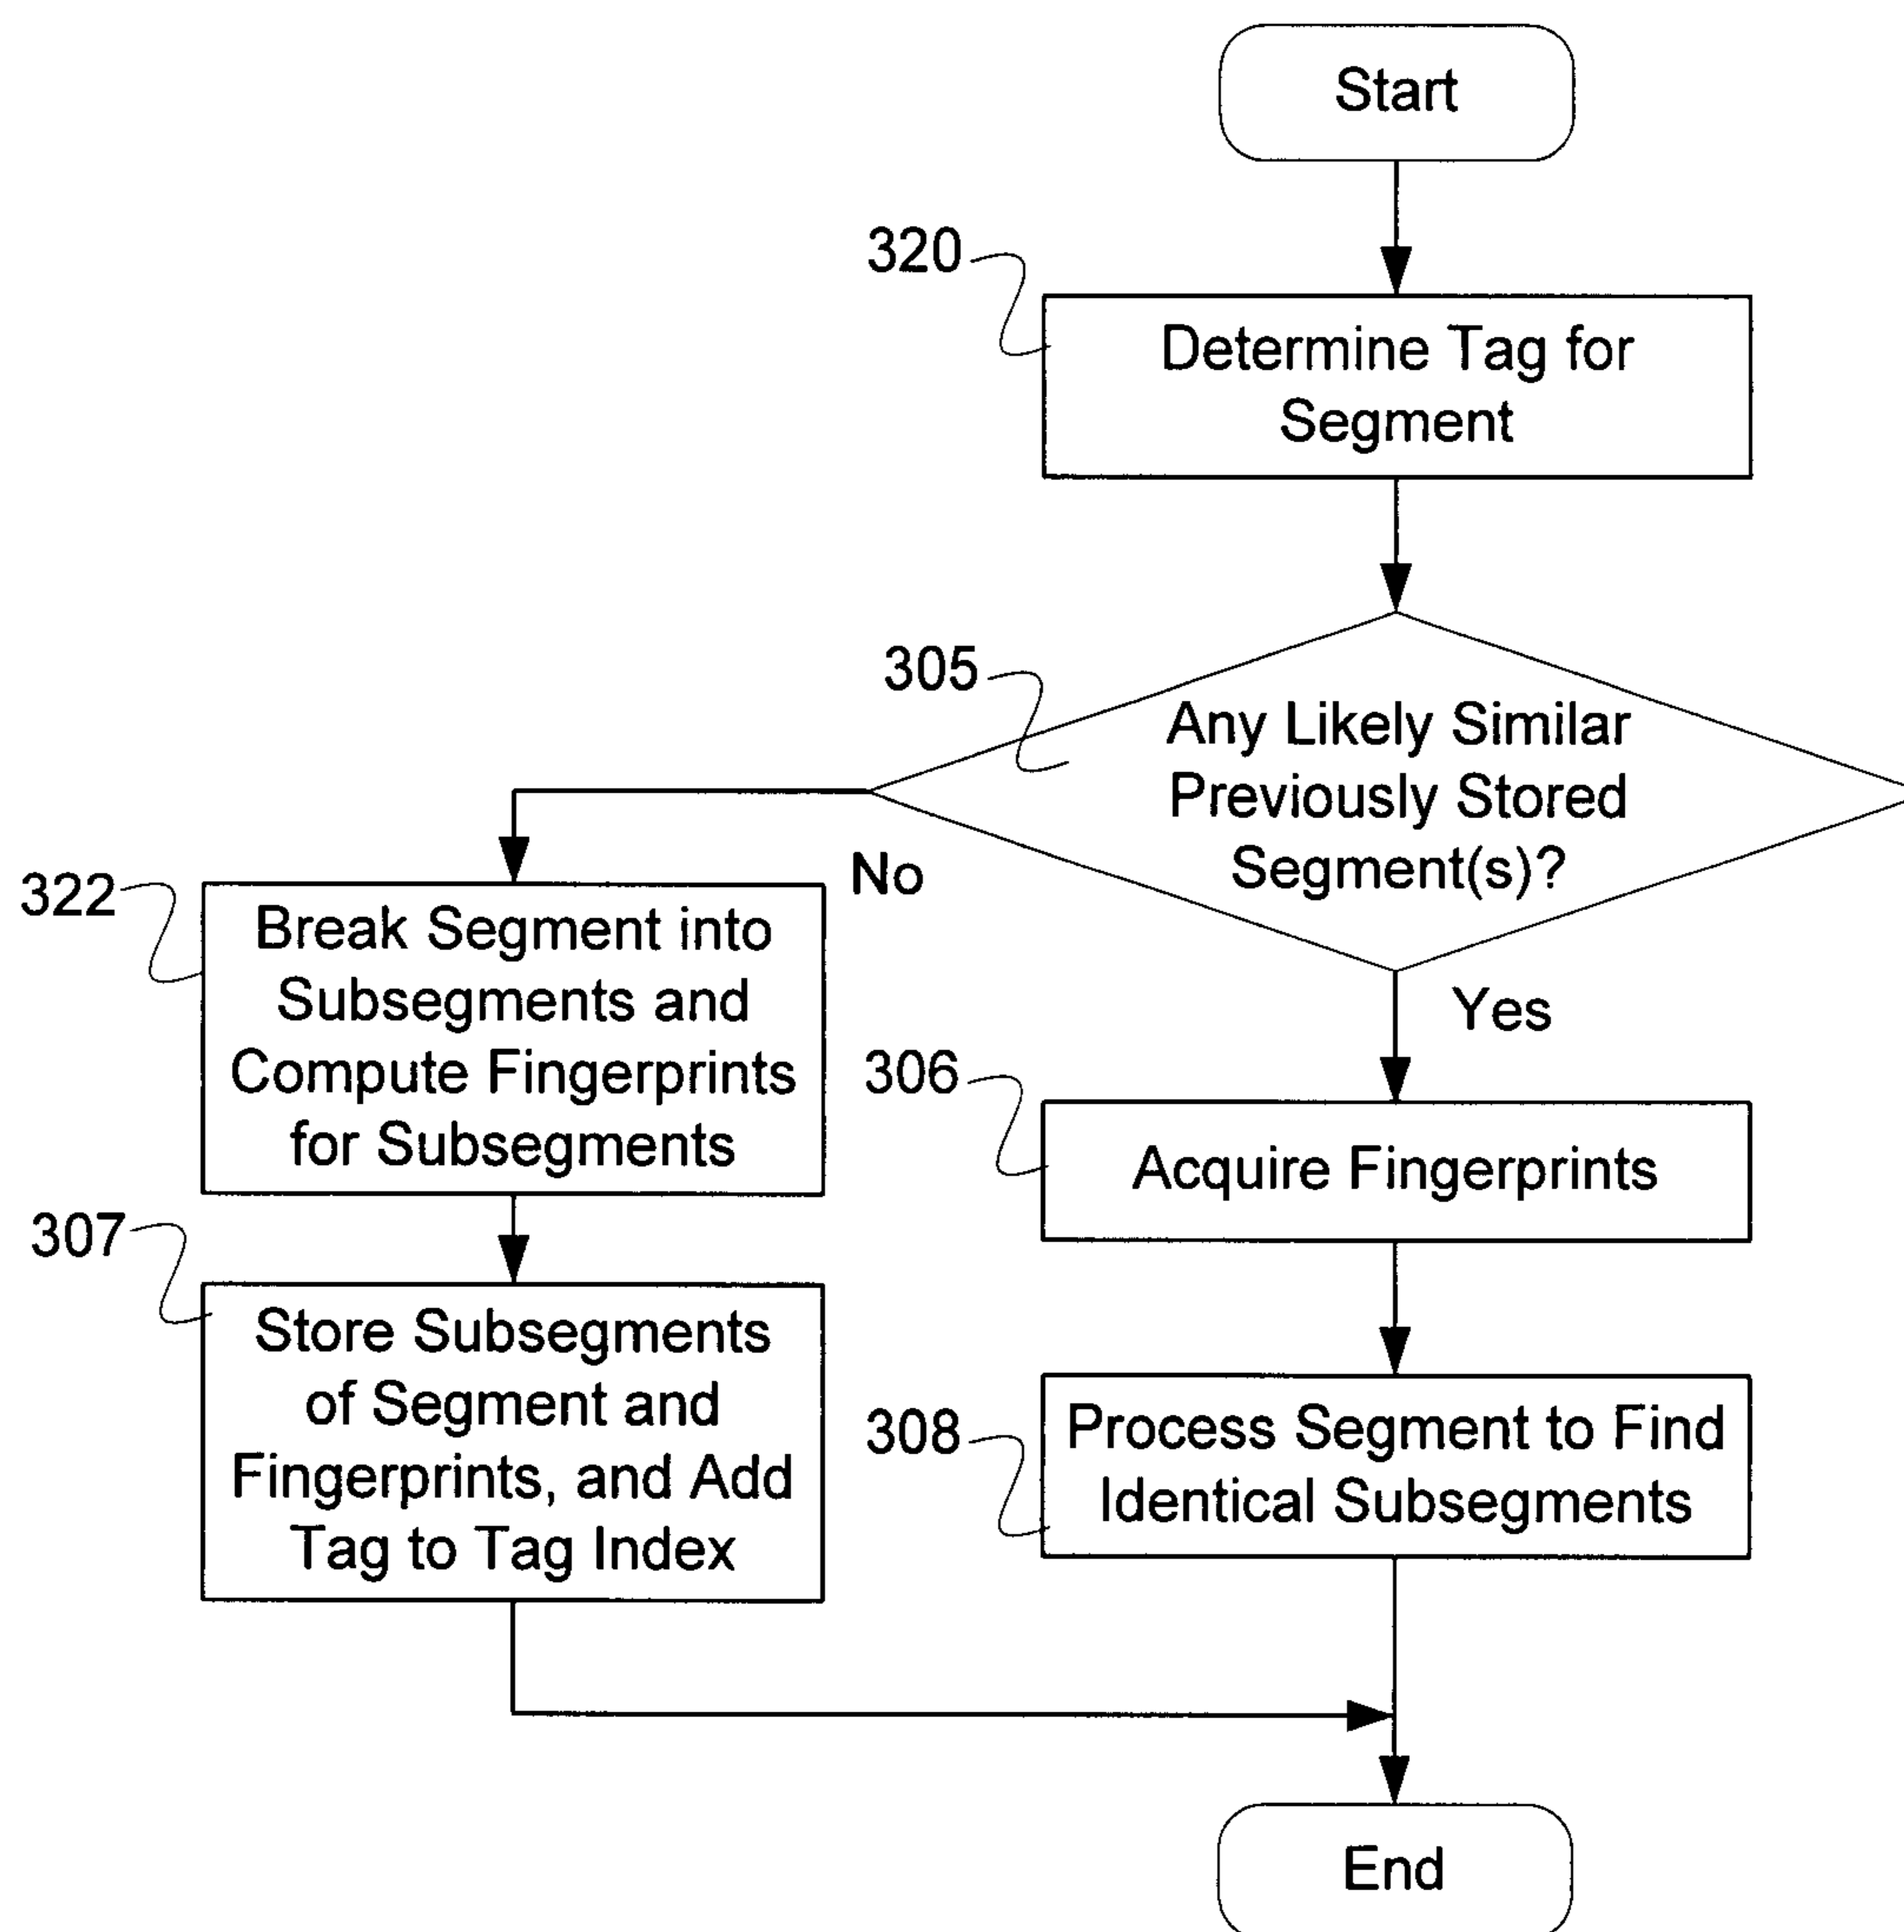 Start
320
Determine Tag for
Segment
305
Any Likely Similar
Previously Stored
Segment(s)?
No
Yes
322
Break Segment into
Subsegments and
Compute Fingerprints
for Subsegments
306
Acquire Fingerprints
307
Store Subsegments
of Segment and
Fingerprints, and Add
Tag to Tag Index
308
Process Segment to Find
Identical Subsegments
End